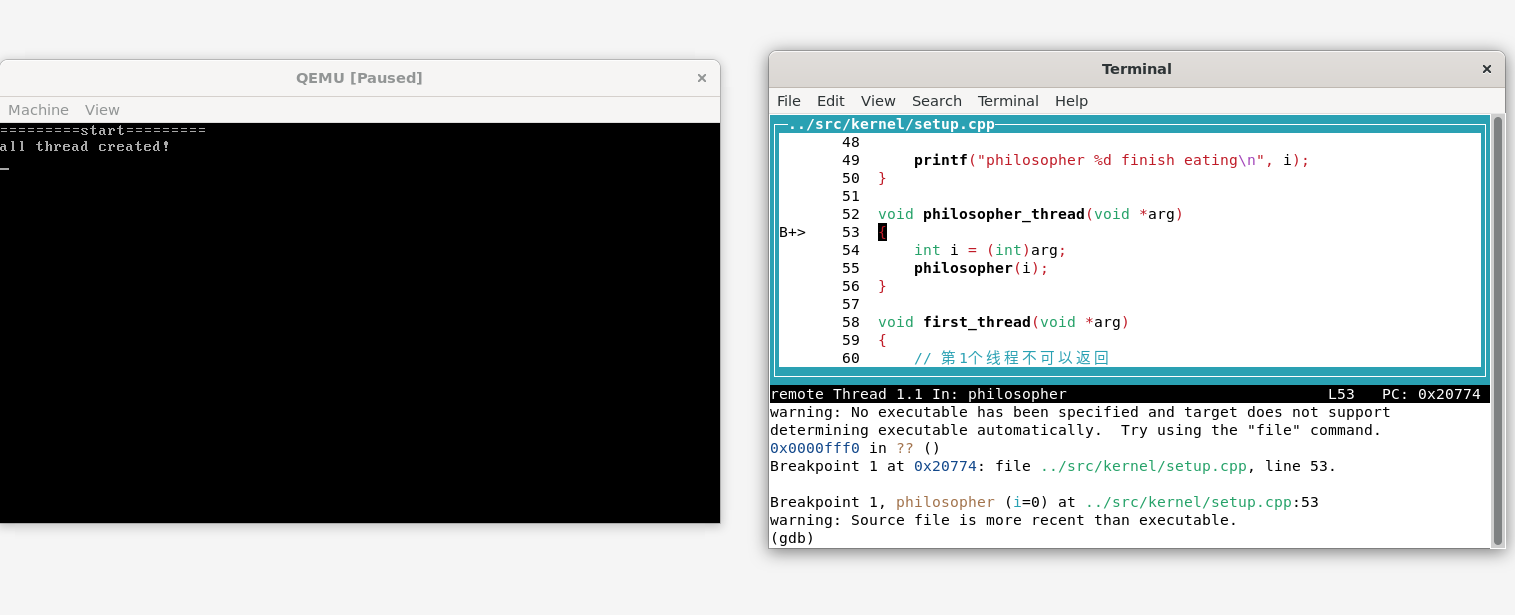 QEMU [Paused]
×
Machine View
=========start=========
all thread created!
_
Terminal
×
File Edit View Search Terminal Help
../src/kernel/setup.cpp
48
49 printf("philosopher %d finish eating\n", i);
50 }
51
52 void philosopher_thread(void *arg)
B+> 53 {
54 int i = (int)arg;
55 philosopher(i);
56 }
57
58 void first_thread(void *arg)
59 {
60 // 第1个线程不可以返回
remote Thread 1.1 In: philosopher L53 PC: 0x20774
warning: No executable has been specified and target does not support
determining executable automatically. Try using the "file" command.
0x0000fff0 in ?? ()
Breakpoint 1 at 0x20774: file ../src/kernel/setup.cpp, line 53.
Breakpoint 1, philosopher (i=0) at ../src/kernel/setup.cpp:53
warning: Source file is more recent than executable.
(gdb)